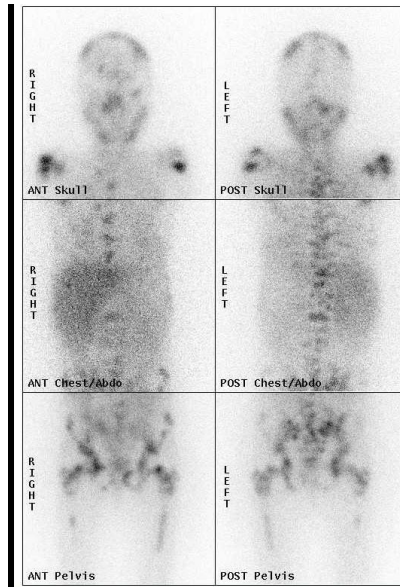 RIGHT
ANT Skull
LEFT
POST Skull
RIGHT
ANT Chest/Abdo
LEFT
POST Chest/Abdo
RIGHT
ANT Pelvis
LEFT
POST Pelvis